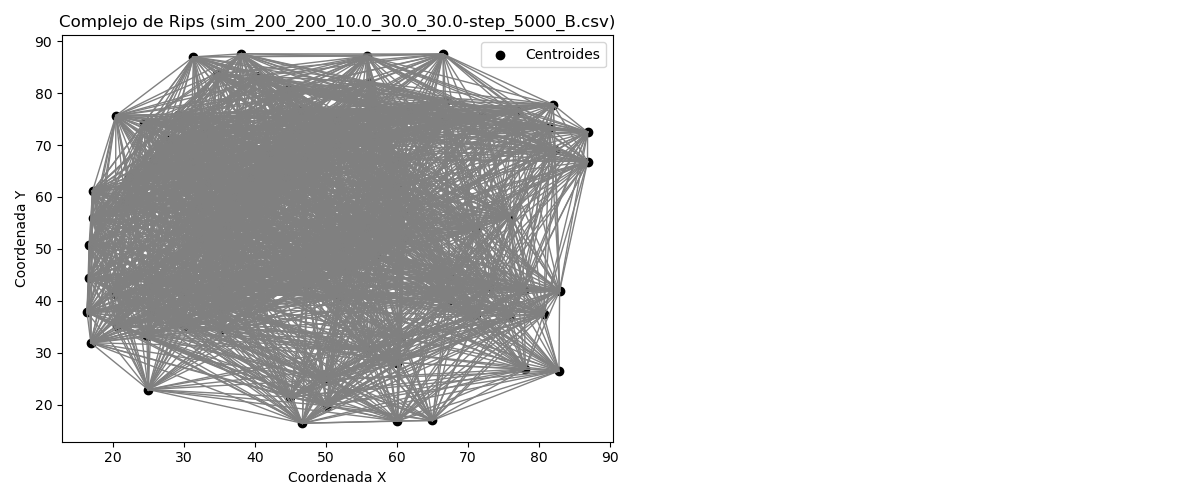 Complejo de Rips (sim_200_200_10.0_30.0_30.0-step_5000_B.csv)
Centroides
90
80
70
60
50
40
30
20
Coordenada Y
20 30 40 50 60 70 80 90
Coordenada X